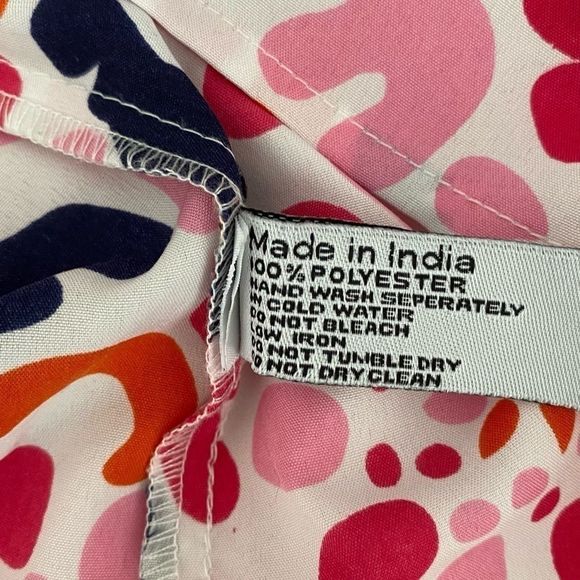 Made in India
100% POLYESTER
HAND WASH SEPERATELY
IN COLD WATER
DO NOT BLEACH
LOW IRON
DO NOT TUMBLE DRY
DO NOT DRY CLEAN